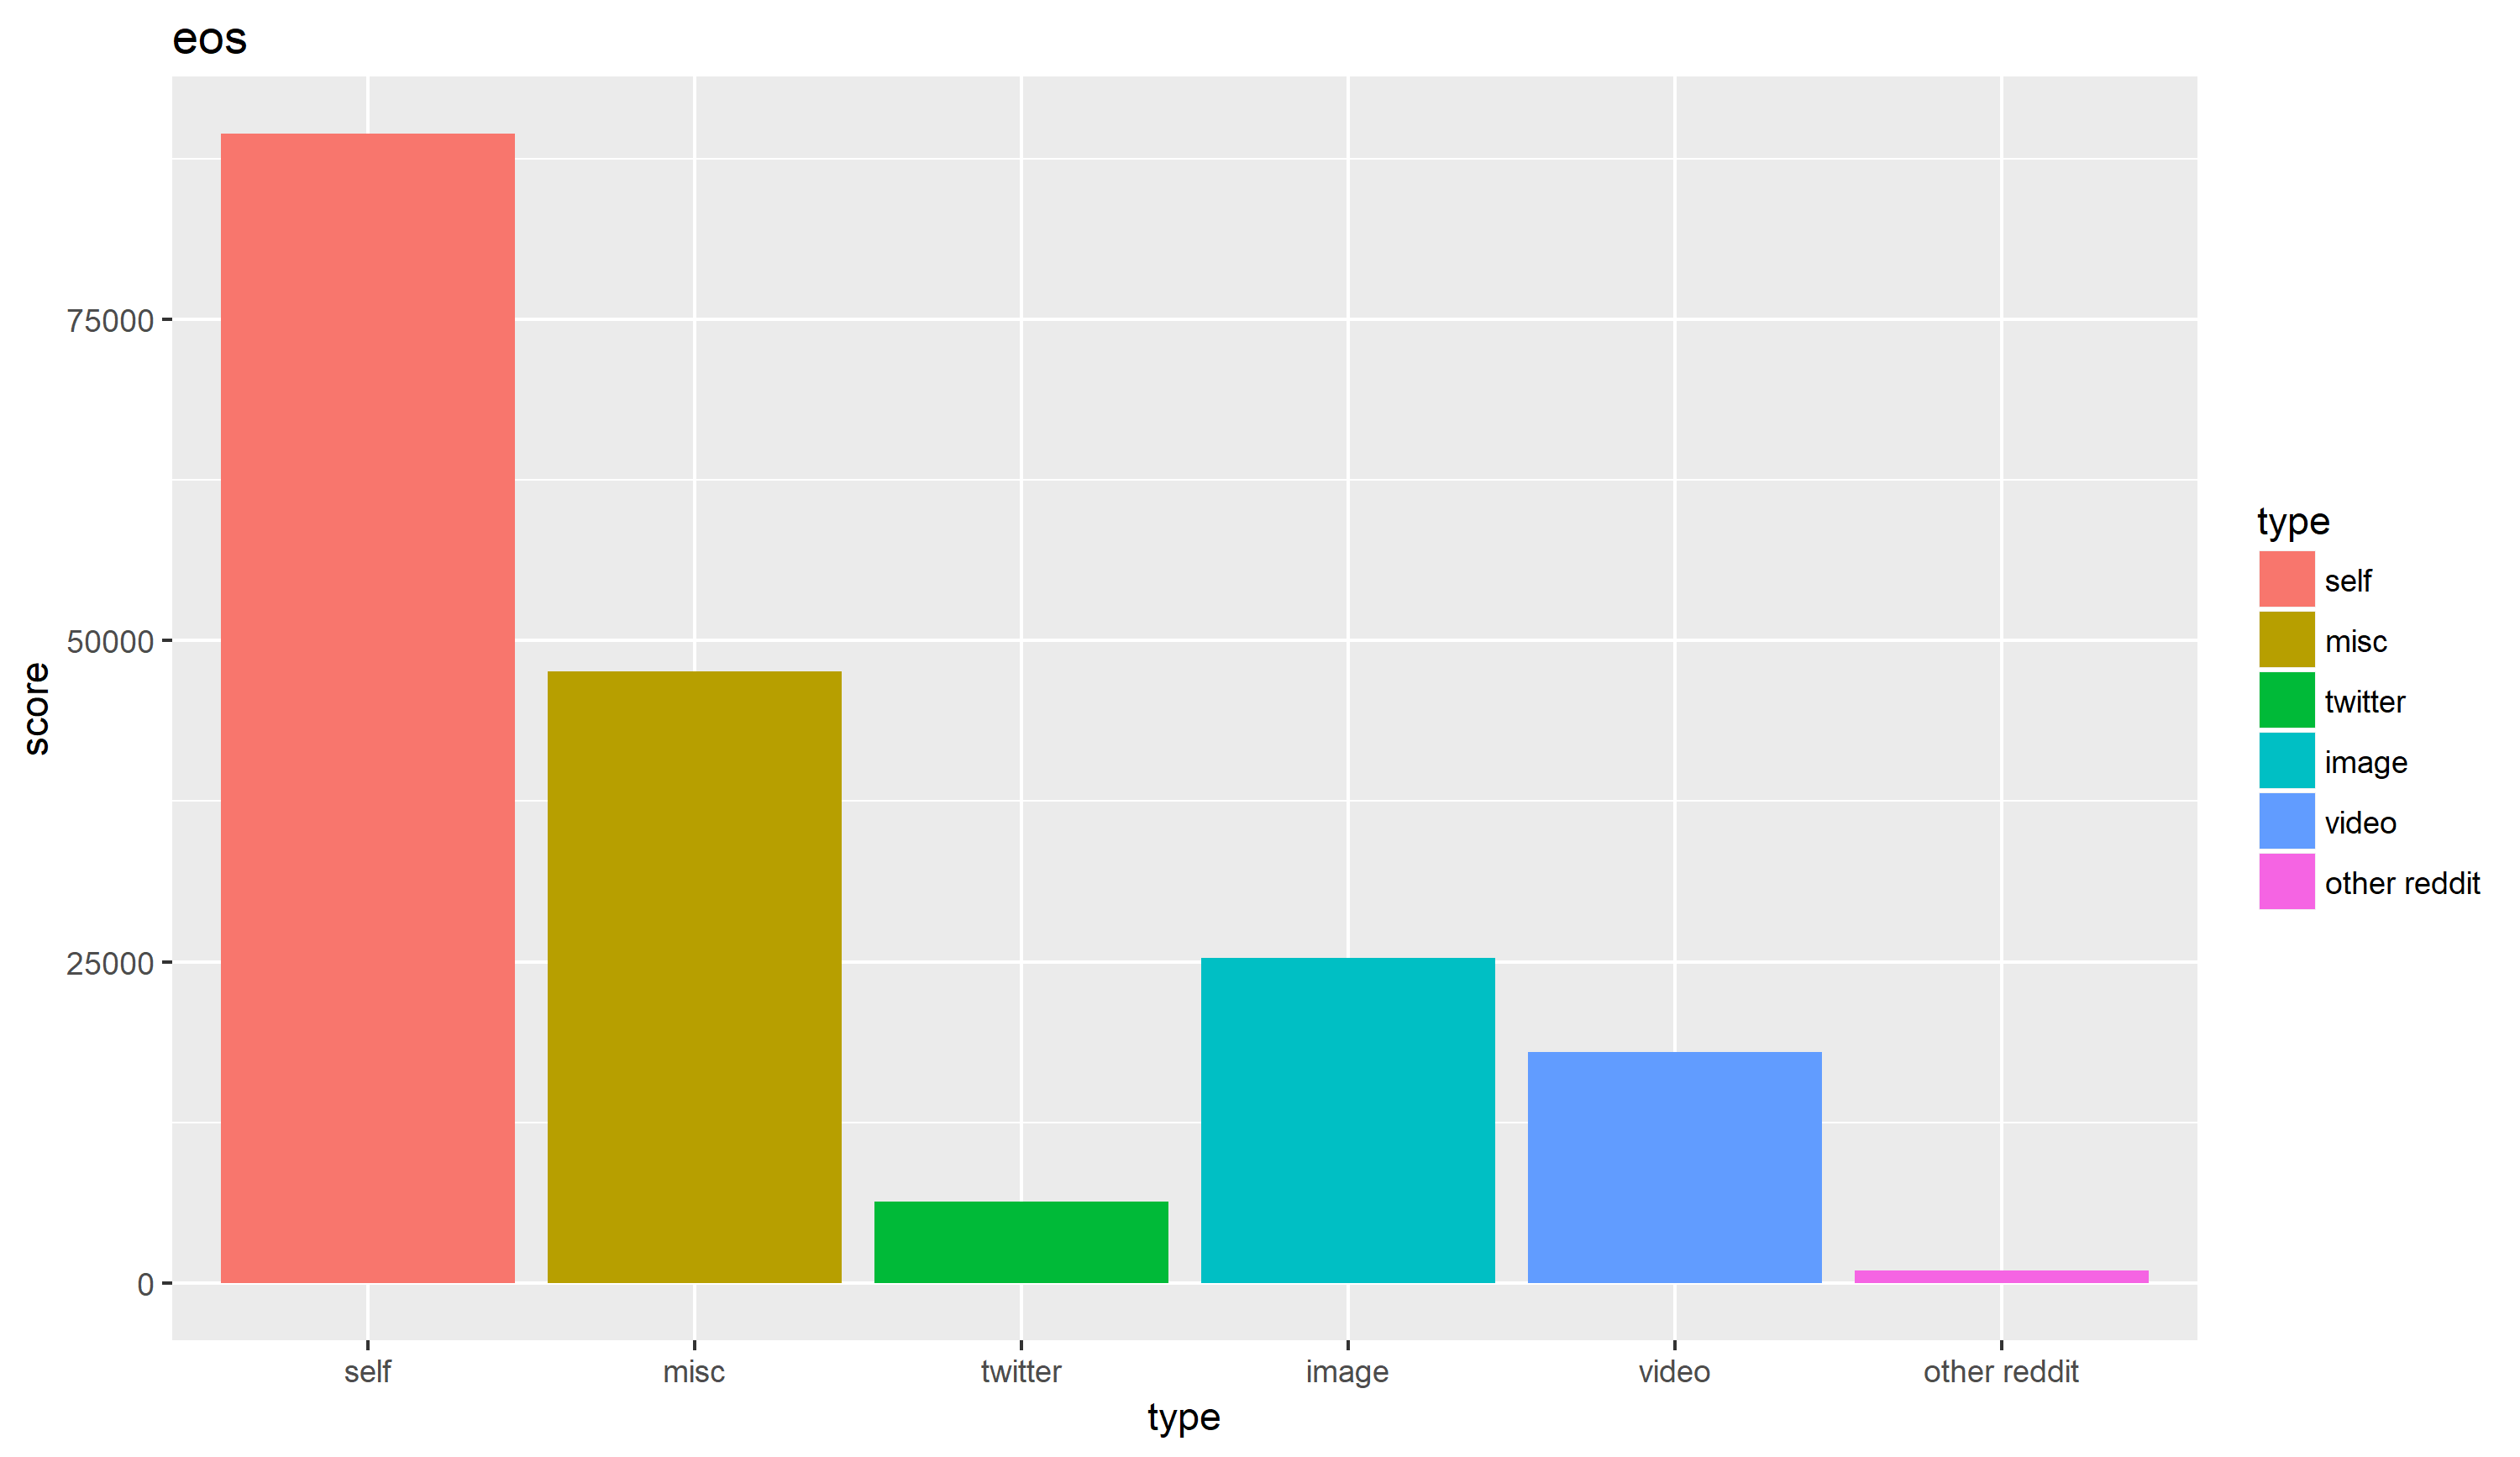 eos
score
75000
50000
25000
0
self
misc
twitter
image
video
other reddit
type
type
self
misc
twitter
image
video
other reddit